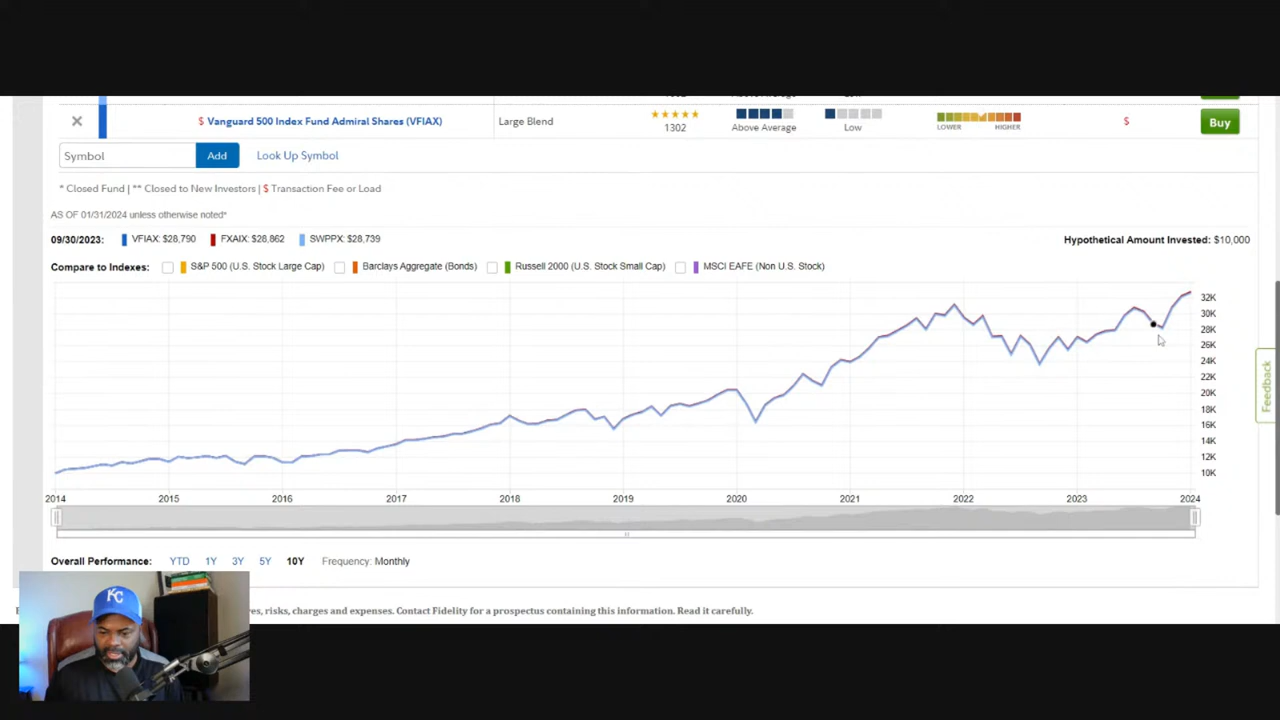 $ Vanguard 500 Index Fund Admiral Shares (VFIAX) Large Blend 1302 Above Average Low LOWER HIGHER $ Buy
Symbol Add Look Up Symbol
* Closed Fund | ** Closed to New Investors | $ Transaction Fee or Load
AS OF 01/31/2024 unless otherwise noted*
09/30/2023: VFIAX: $28,790 FXAIX: $28,862 SWPPX: $28,739 Hypothetical Amount Invested: $10,000
Compare to Indexes: S&P 500 (U.S. Stock Large Cap) Barclays Aggregate (Bonds) Russell 2000 (U.S. Stock Small Cap) MSCI EAFE (Non U.S. Stock)
32K
30K
28K
26K
24K
22K
20K
18K
16K
14K
12K
10K
Feedback
2014 2015 2016 2017 2018 2019 2020 2021 2022 2023 2024
Overall Performance: YTD 1Y 3Y 5Y 10Y Frequency: Monthly
risks, charges and expenses. Contact Fidelity for a prospectus containing this information. Read it carefully.
KC